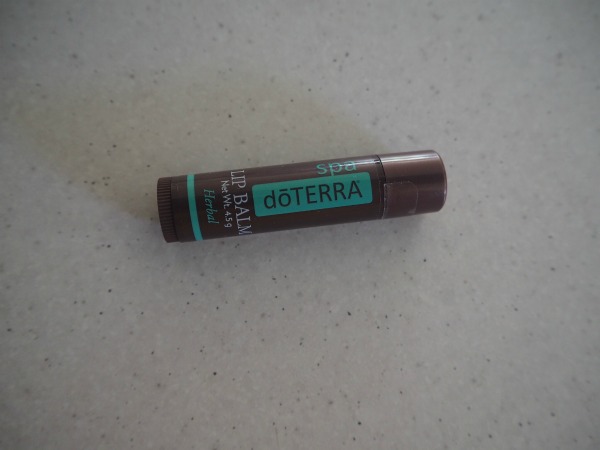 spa
dōTERRA
LIP BALM
Net Wt. 4.5 g
Herbal